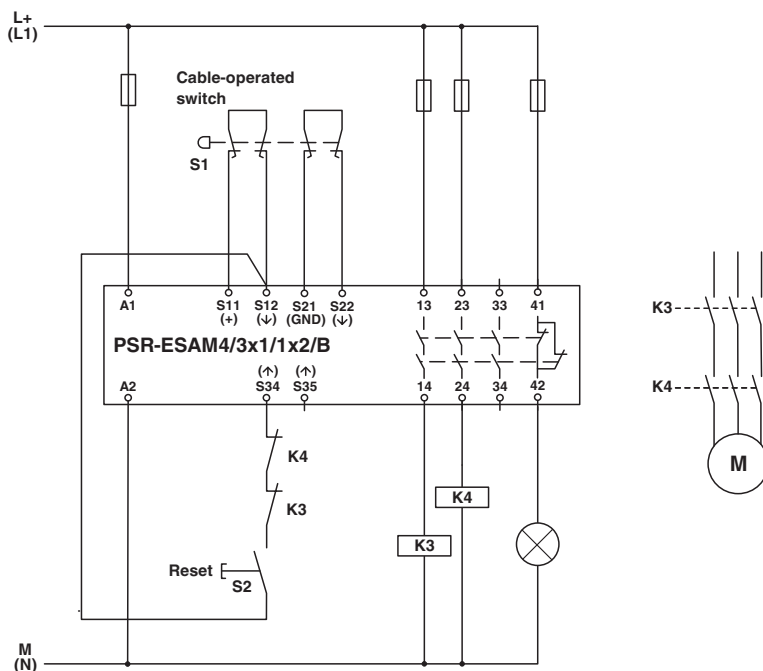 L+
(L1)
Cable-operated
switch
S1
A1 S11 S12 S21 S22 13 23 33 41
(+) (↓) (GND) (↓)
PSR-ESAM4/3x1/1x2/B
(↑) (↑)
A2 S34 S35 14 24 34 42
K4
K3
Reset
S2
K4
K3
M
(N)
K3
K4
M